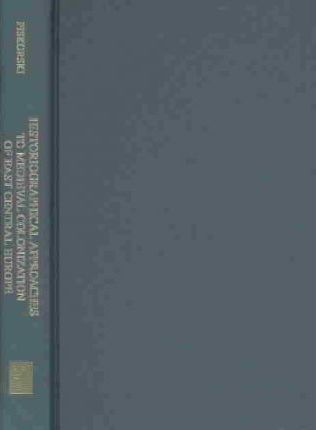 PISKORSKI
HISTORIOGRAPHICAL APPROACHES
TO MEDIEVAL COLONIZATION
OF EAST CENTRAL EUROPE